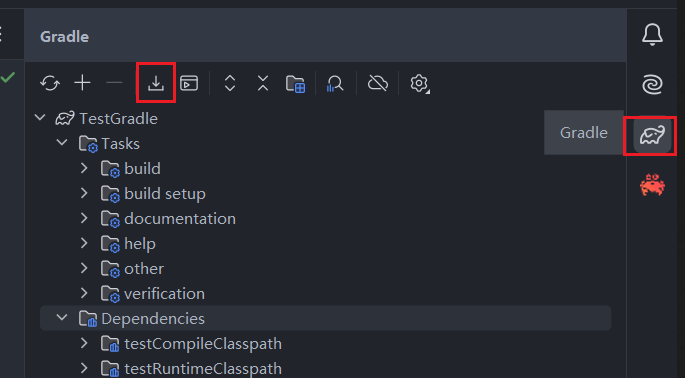 Gradle
TestGradle
Gradle
Tasks
build
build setup
documentation
help
other
verification
Dependencies
testCompileClasspath
testRuntimeClasspath